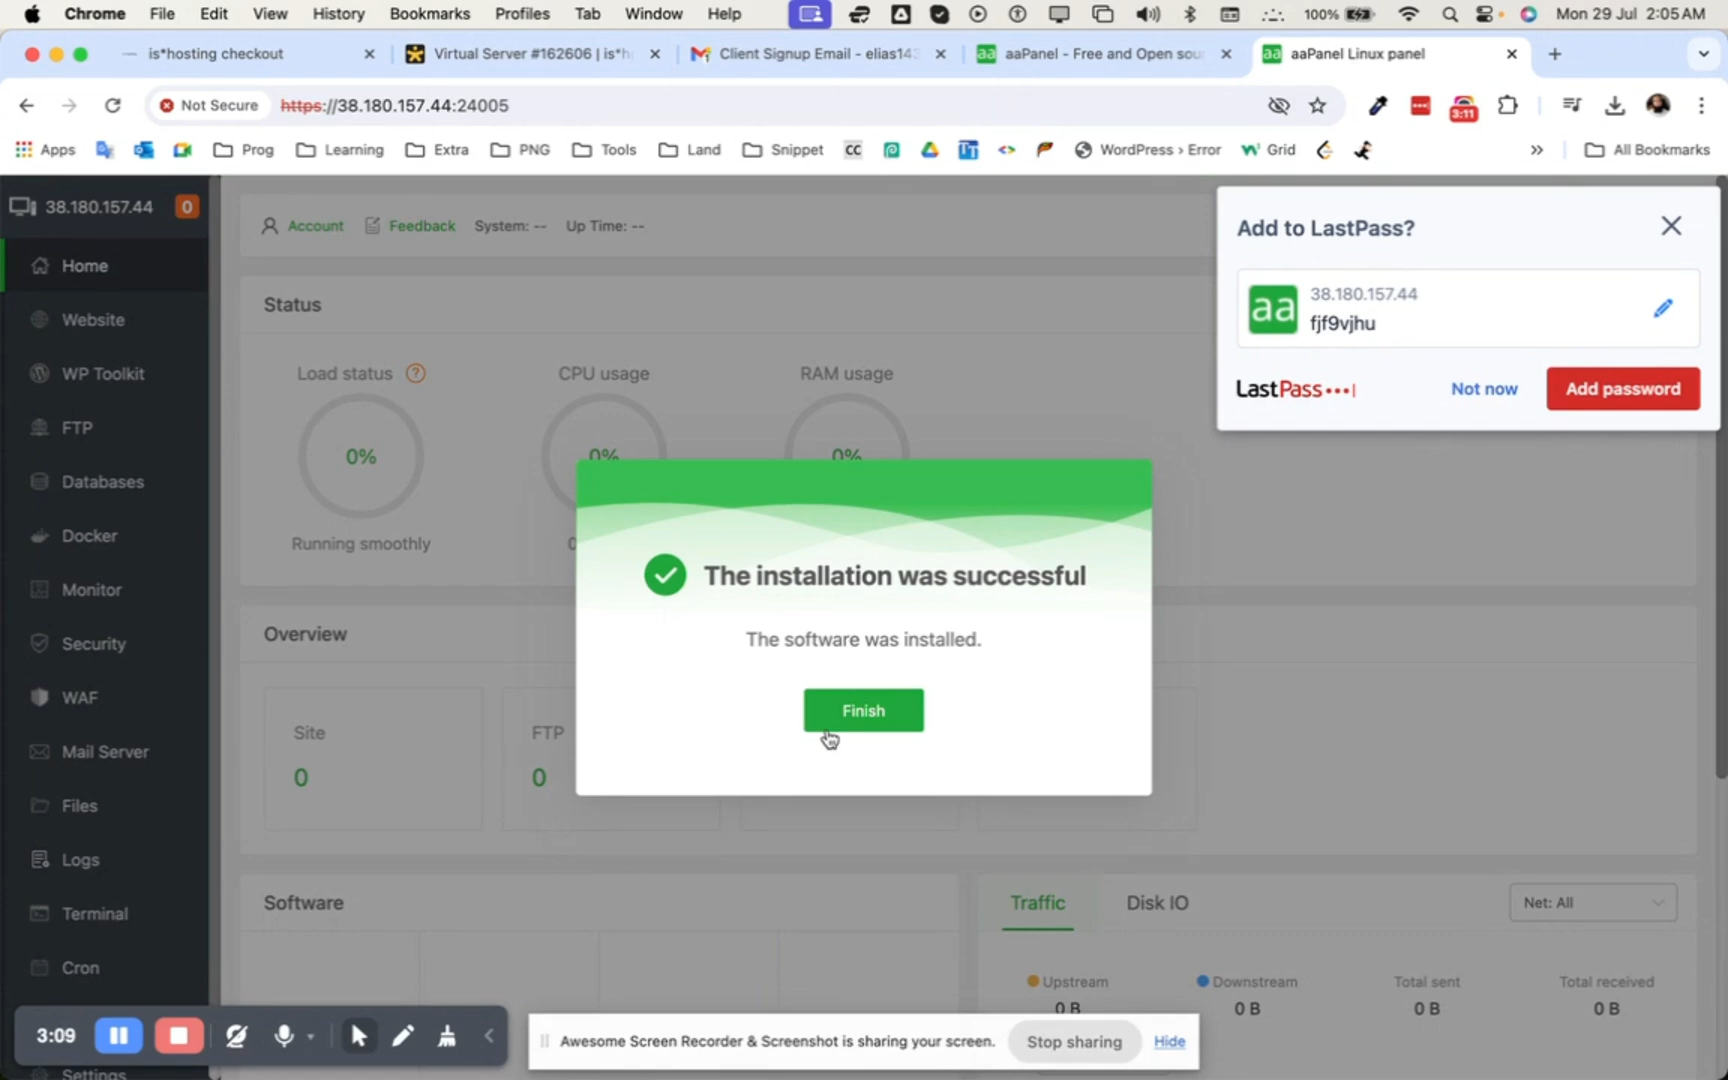 Chrome File Edit View History Bookmarks Profiles Tab Window Help 100% Mon 29 Jul 2:05 AM
is*hosting checkout Virtual Server #162606 | is*h Client Signup Email - elias143 aaPanel - Free and Open sour aaPanel Linux panel
Not Secure https://38.180.157.44:24005 3:11
Apps Prog Learning Extra PNG Tools Land Snippet CC TT WordPress > Error Grid All Bookmarks
38.180.157.44 0
Home
Website
WP Toolkit
FTP
Databases
Docker
Monitor
Security
WAF
Mail Server
Files
Logs
Terminal
Cron
Settings
Account Feedback System: -- Up Time: --
Status
Load status ? CPU usage RAM usage
0% 0% 0%
Running smoothly
Overview
Site FTP
0 0
Software
Traffic Disk IO Net: All
Upstream Downstream Total sent Total received
0 B 0 B 0 B 0 B
Add to LastPass?
aa 38.180.157.44
fjf9vjhu
LastPass Not now Add password
The installation was successful
The software was installed.
Finish
3:09
Awesome Screen Recorder & Screenshot is sharing your screen. Stop sharing Hide